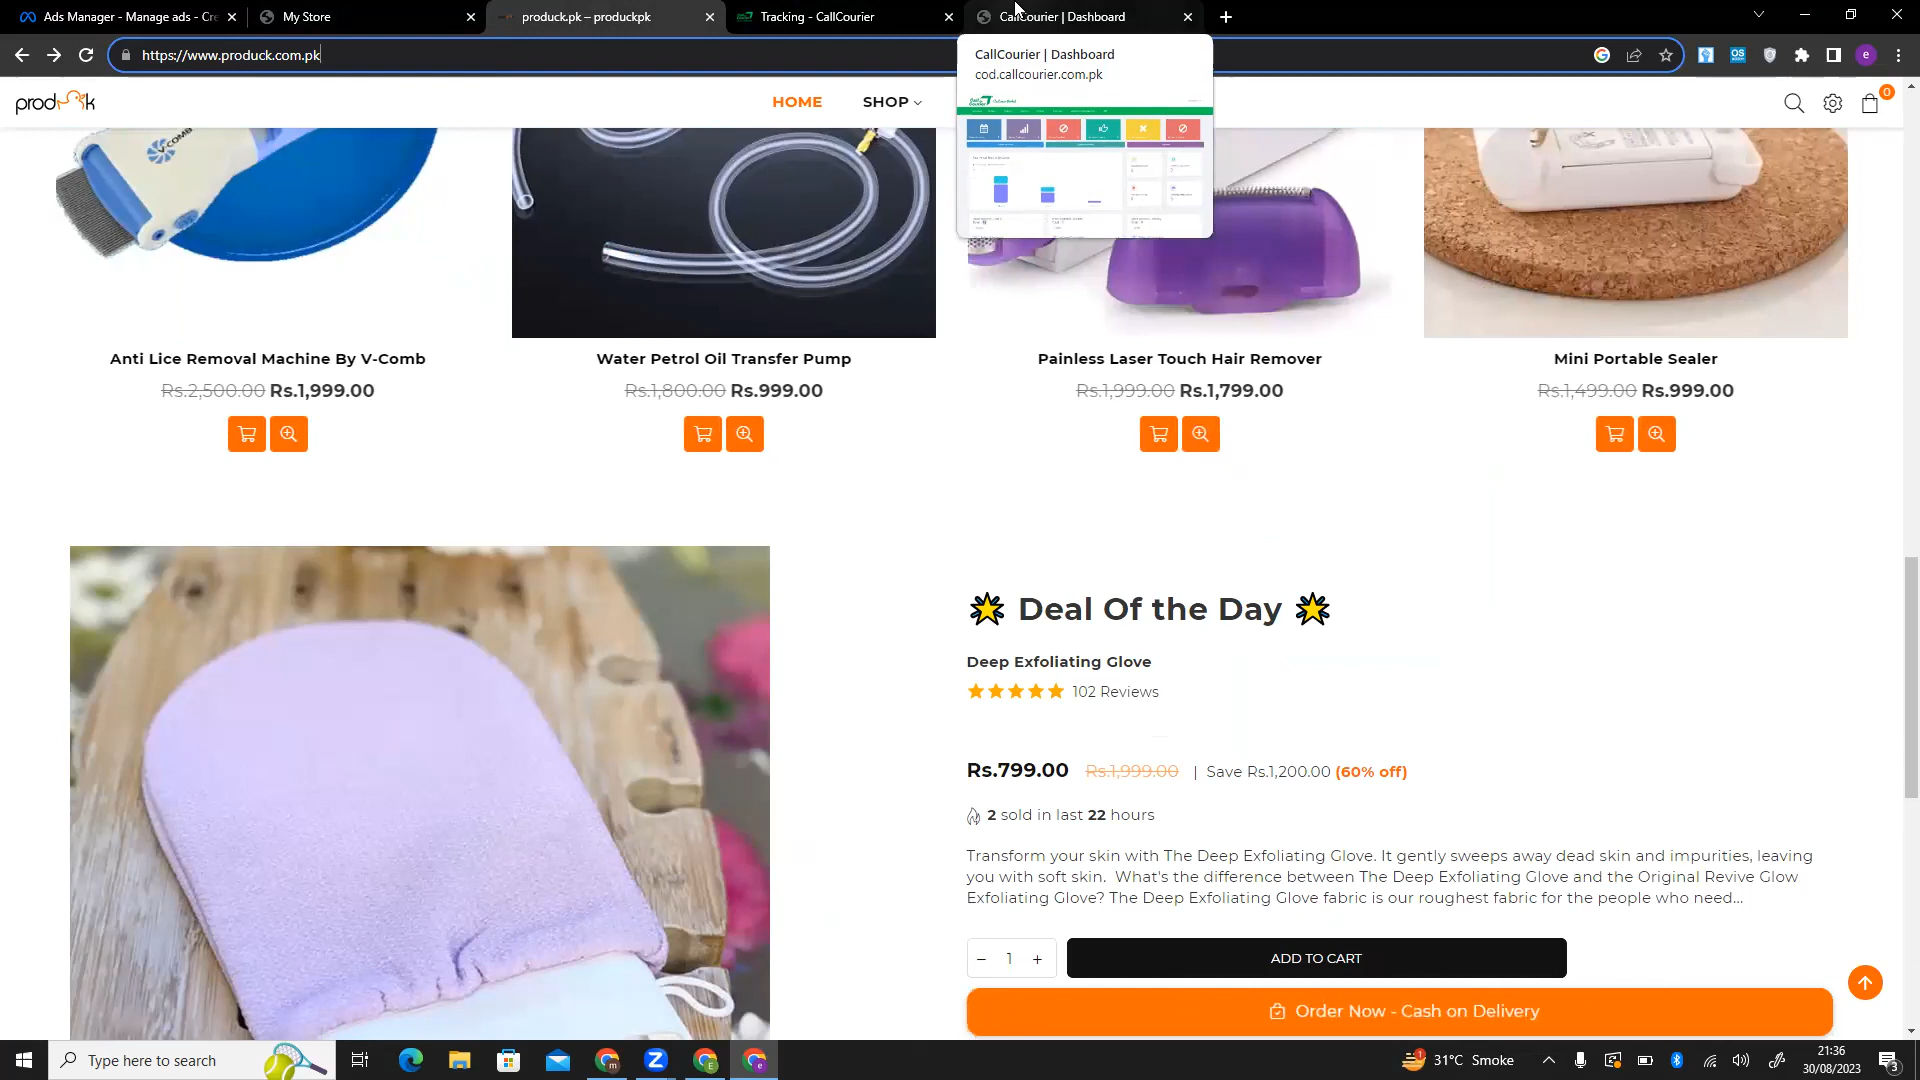 Ads Manager - Manage ads - Cre
My Store
produck.pk – produckpk
Tracking - CallCourier
CallCourier | Dashboard
https://www.produck.com.pk
CallCourier | Dashboard
cod.callcourier.com.pk
HOME
SHOP
0
V-COMB
Anti Lice Removal Machine By V-Comb
Water Petrol Oil Transfer Pump
Painless Laser Touch Hair Remover
Mini Portable Sealer
Rs.2,500.00 Rs.1,999.00
Rs.1,800.00 Rs.999.00
Rs.1,999.00 Rs.1,799.00
Rs.1,499.00 Rs.999.00
Deal Of the Day
Deep Exfoliating Glove
102 Reviews
Rs.799.00 Rs.1,999.00 | Save Rs.1,200.00 (60% off)
2 sold in last 22 hours
Transform your skin with The Deep Exfoliating Glove. It gently sweeps away dead skin and impurities, leaving
you with soft skin. What's the difference between The Deep Exfoliating Glove and the Original Revive Glow
Exfoliating Glove? The Deep Exfoliating Glove fabric is our roughest fabric for the people who need...
− 1 +
ADD TO CART
Order Now - Cash on Delivery
Type here to search
31°C Smoke
21:36
30/08/2023
3